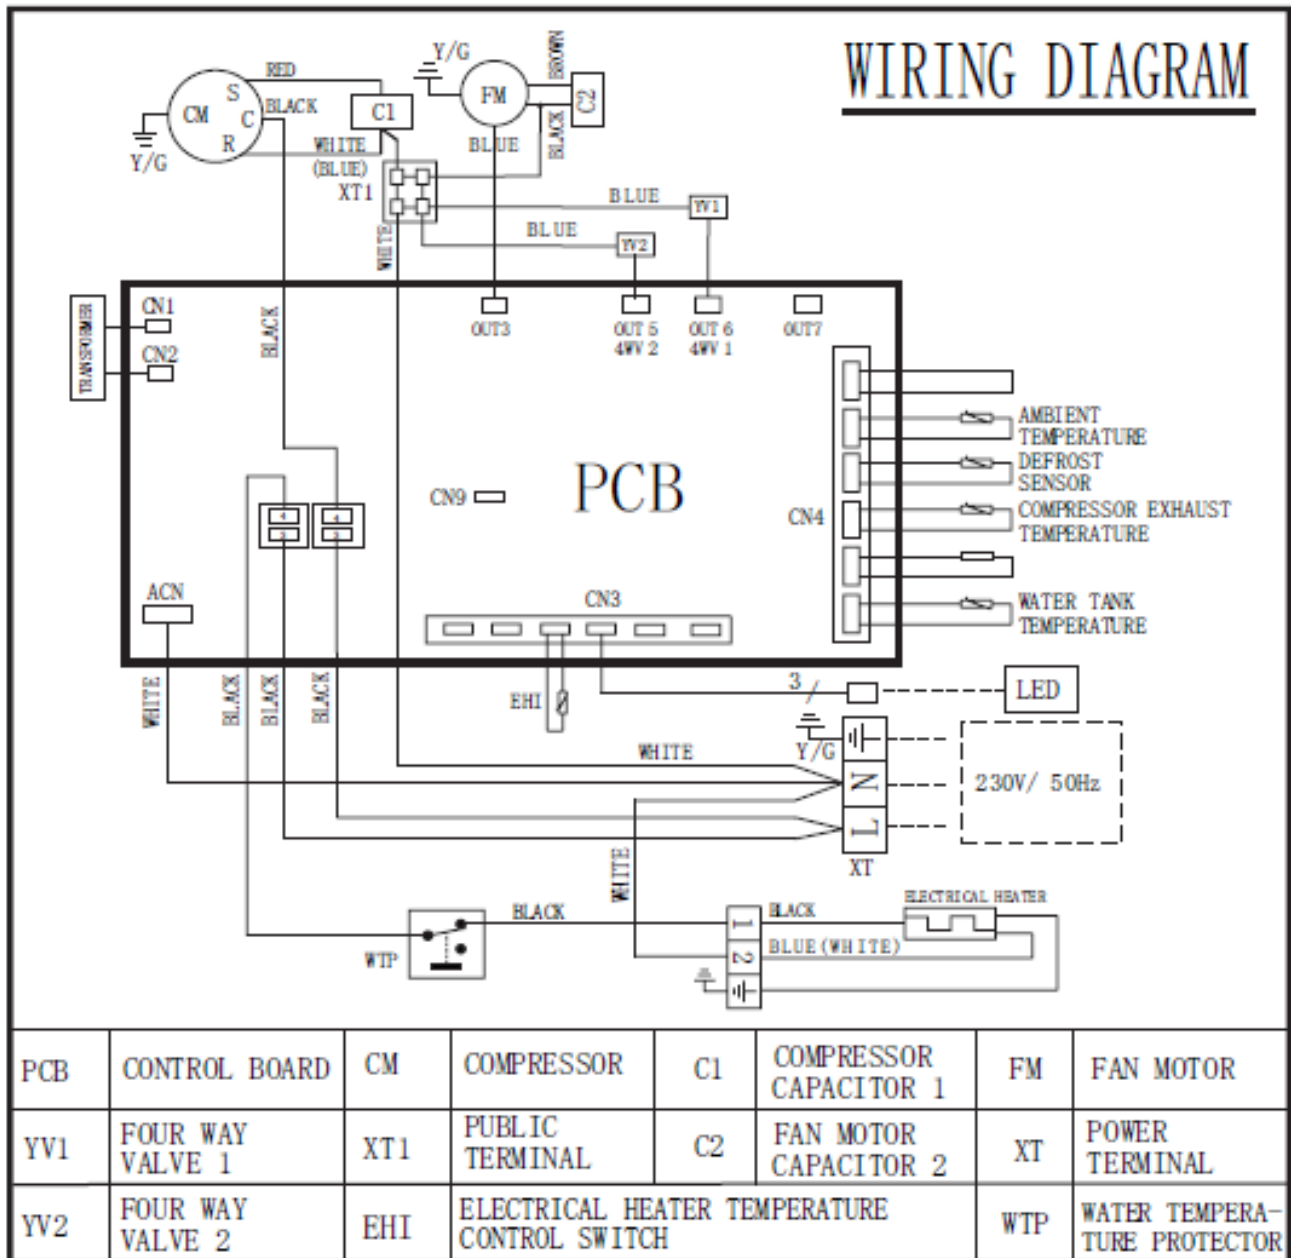 WIRING DIAGRAM
Y/G
BROWN
RED
S
CM
C
BLACK
C1
FM
C2
R
WHITE
(BLUE)
BLUE
BLACK
Y/G
XT1
BLUE
YV1
WHITE
BLUE
YV2
TRANSFORMER
CN1
CN2
BLACK
OUT3
OUT 5
4WV 2
OUT 6
4WV 1
OUT7
AMBIENT
TEMPERATURE
DEFROST
SENSOR
CN9
PCB
CN4
COMPRESSOR EXHAUST
TEMPERATURE
4
3
4
3
ACN
CN3
WATER TANK
TEMPERATURE
WHITE
BLACK
BLACK
BLACK
EHI
3
LED
Y/G
WHITE
N
230V/ 50Hz
L
XT
WHITE
ELECTRICAL HEATER
BLACK
1
BLACK
WTP
2
BLUE(WHITE)
PCB CONTROL BOARD CM COMPRESSOR C1 COMPRESSOR
CAPACITOR 1 FM FAN MOTOR
YV1 FOUR WAY
VALVE 1 XT1 PUBLIC
TERMINAL C2 FAN MOTOR
CAPACITOR 2 XT POWER
TERMINAL
YV2 FOUR WAY
VALVE 2 EHI ELECTRICAL HEATER TEMPERATURE
CONTROL SWITCH WTP WATER TEMPERA-
TURE PROTECTOR